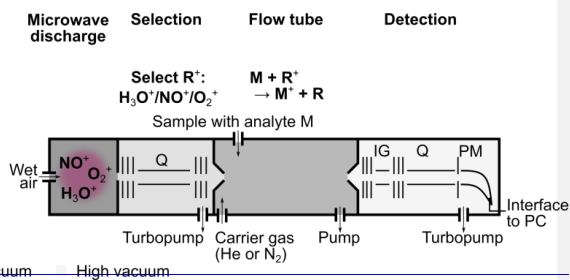 Microwave discharge
Selection
Flow tube
Detection
Select R⁺:
H₃O⁺/NO⁺/O₂⁺
M + R⁺
→ M⁺ + R
Sample with analyte M
Wet air
NO⁺
O₂⁺
H₃O⁺
Q
IG
Q
PM
Interface to PC
Turbopump
Carrier gas
(He or N₂)
Pump
Turbopump
uum
High vacuum